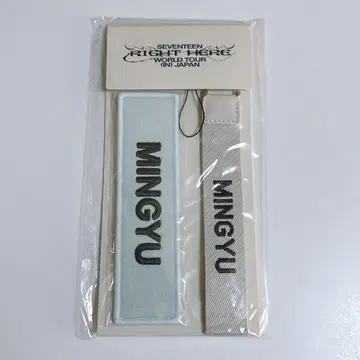 SEVENTEEN
RIGHT HERE
WORLD TOUR
[IN] JAPAN
MINGYU
MINGYU